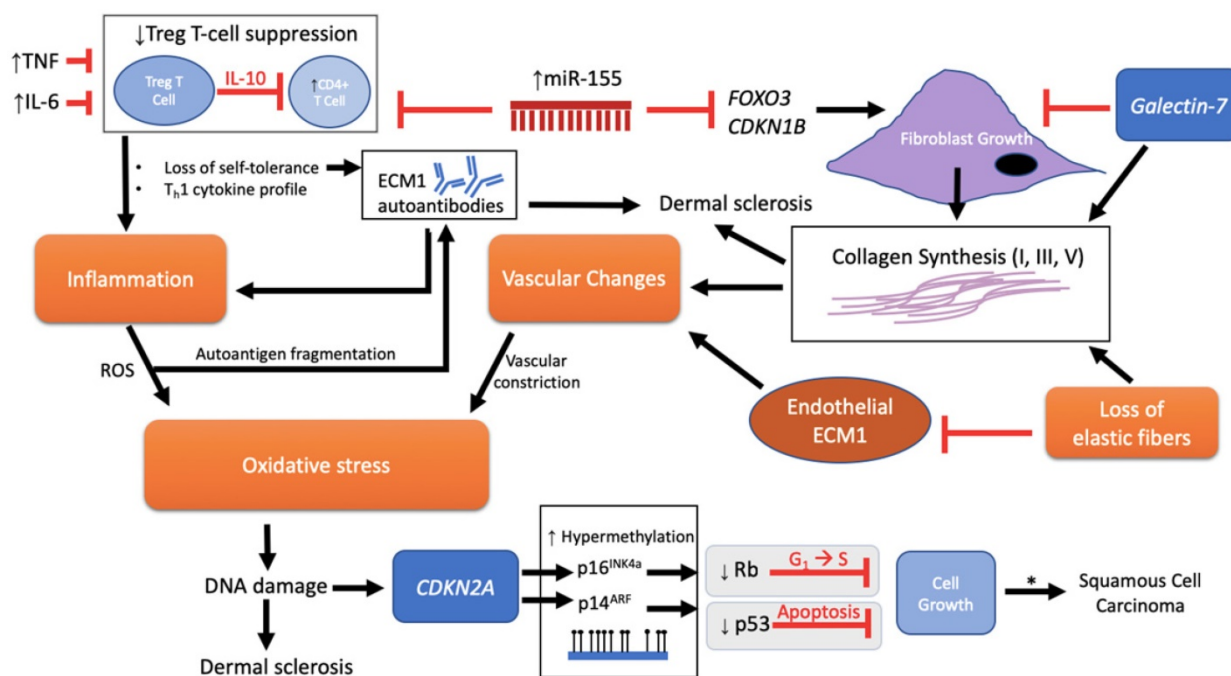 ↓Treg T-cell suppression
↑TNF
↑IL-6
Treg T
Cell
IL-10
↑CD4+
T Cell
↑miR-155
FOXO3
CDKN1B
Fibroblast Growth
Galectin-7
• Loss of self-tolerance
• Th1 cytokine profile
ECM1
autoantibodies
Dermal sclerosis
Collagen Synthesis (I, III, V)
Inflammation
Vascular Changes
ROS
Autoantigen fragmentation
Vascular
constriction
Endothelial
ECM1
Loss of
elastic fibers
Oxidative stress
DNA damage
Dermal sclerosis
CDKN2A
↑ Hypermethylation
p16INK4a
p14ARF
↓ Rb
G1 → S
↓ p53
Apoptosis
Cell
Growth
*
Squamous Cell
Carcinoma